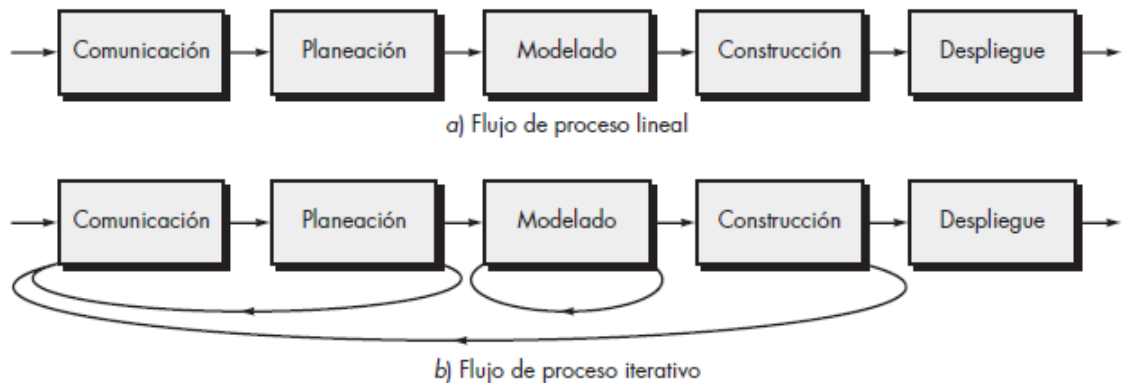 Comunicación Planeación Modelado Construcción Despliegue
a) Flujo de proceso lineal
Comunicación Planeación Modelado Construcción Despliegue
b) Flujo de proceso iterativo